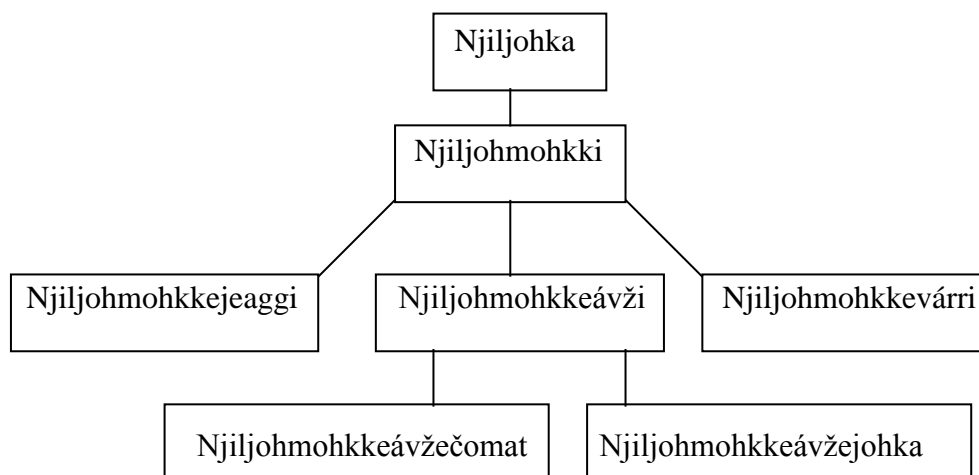 Njiljohka
Njiljohmohkki
Njiljohmohkkejeaggi
Njiljohmohkkeávži
Njiljohmohkkevárri
Njiljohmohkkeávžečomat
Njiljohmohkkeávžejohka